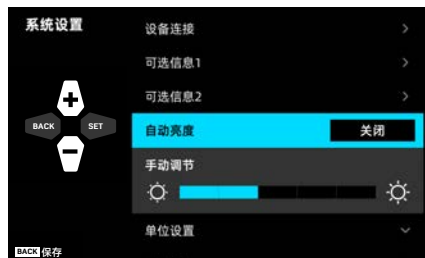 系统设置
设备连接
可选信息1
可选信息2
BACK
SET
自动亮度
关闭
手动调节
单位设置
BACK 保存